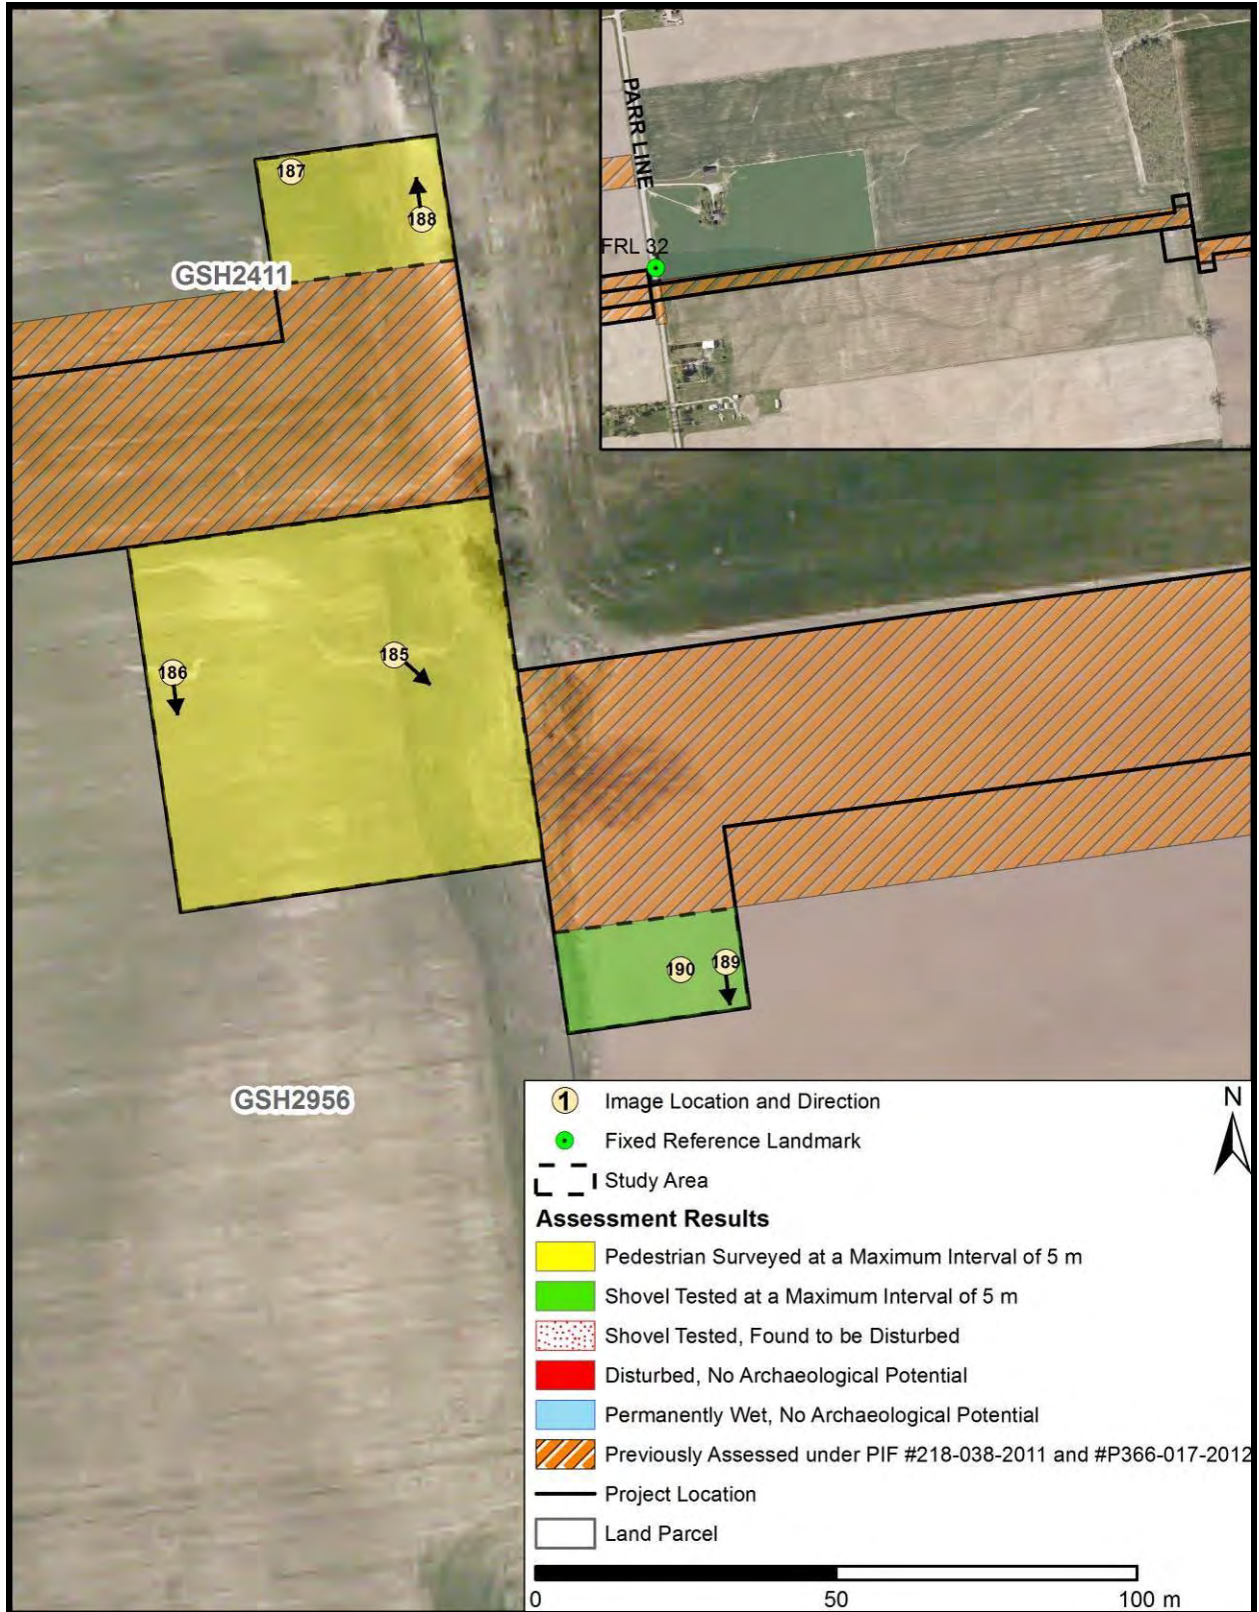 PARR LINE
FRL 32
187
188
GSH2411
185
186
190
189
GSH2956
N
1 Image Location and Direction
Fixed Reference Landmark
Study Area
Assessment Results
Pedestrian Surveyed at a Maximum Interval of 5 m
Shovel Tested at a Maximum Interval of 5 m
Shovel Tested, Found to be Disturbed
Disturbed, No Archaeological Potential
Permanently Wet, No Archaeological Potential
Previously Assessed under PIF #218-038-2011 and #P366-017-2012
Project Location
Land Parcel
0 50 100 m